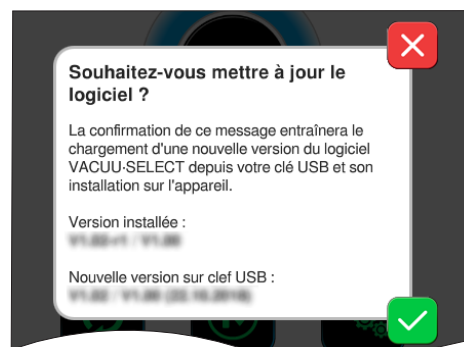 Souhaitez-vous mettre à jour le
logiciel ?
La confirmation de ce message entraînera le
chargement d'une nouvelle version du logiciel
VACUU·SELECT depuis votre clé USB et son
installation sur l'appareil.
Version installée :
Nouvelle version sur clef USB :